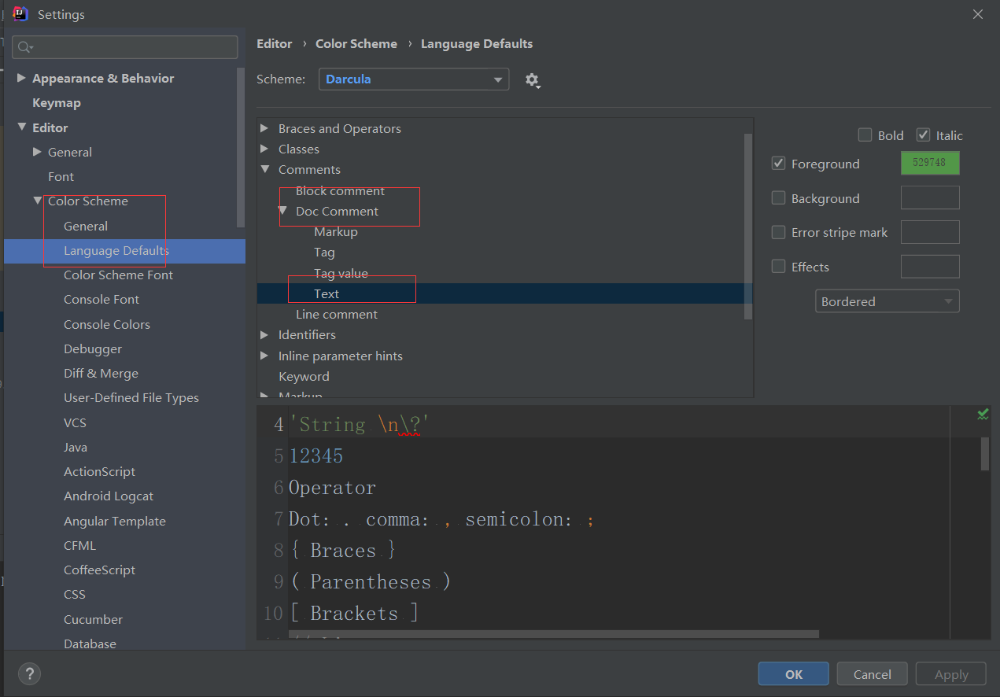 Settings
Appearance & Behavior
Keymap
Editor
General
Font
Color Scheme
General
Language Defaults
Color Scheme Font
Console Font
Console Colors
Debugger
Diff & Merge
User-Defined File Types
VCS
Java
ActionScript
Android Logcat
Angular Template
CFML
CoffeeScript
CSS
Cucumber
Database
Editor › Color Scheme › Language Defaults
Scheme: Darcula
Braces and Operators
Classes
Comments
Block comment
Doc Comment
Markup
Tag
Tag value
Text
Line comment
Identifiers
Inline parameter hints
Keyword
Markup
Bold Italic
Foreground 529748
Background
Error stripe mark
Effects
Bordered
4 'String \n\?'
5 12345
6 Operator
7 Dot: . comma: , semicolon: ;
8 { Braces }
9 ( Parentheses )
10 [ Brackets ]
? OK Cancel Apply